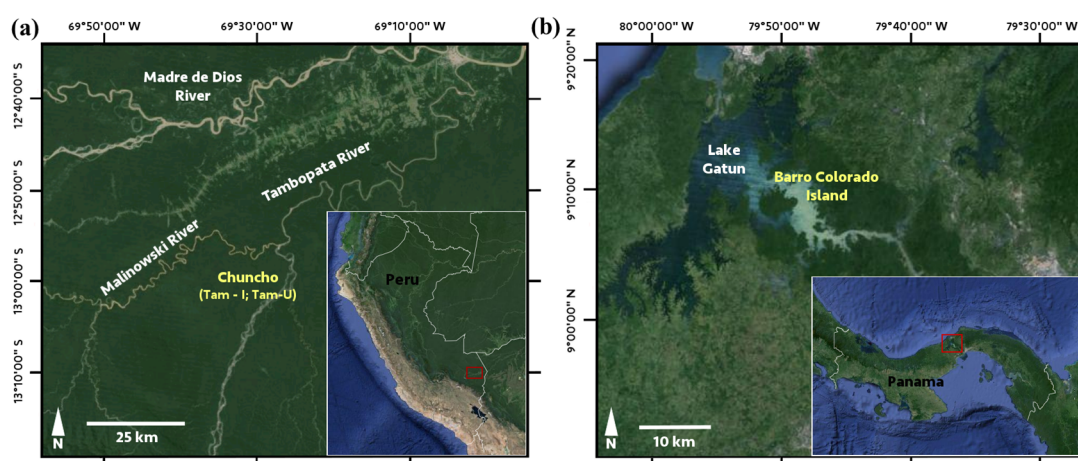 (a)
69°50'00" W
69°30'00" W
69°10'00" W
12°40'00" S
12°50'00" S
13°00'00" S
13°10'00" S
Madre de Dios
River
Tambopata River
Malinowski River
Chuncho
(Tam - I; Tam-U)
Peru
N
25 km
(b)
80°00'00" W
79°50'00" W
79°40'00" W
79°30'00" W
9°20'00" N
9°10'00" N
9°00'00" N
Lake
Gatun
Barro Colorado
Island
Panama
N
10 km